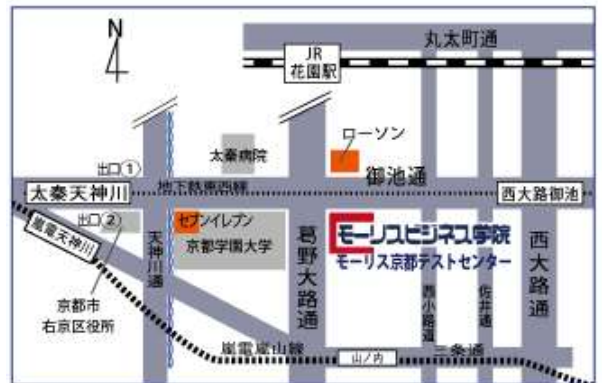 N
丸太町通
JR
花園駅
ローソン
太秦病院
出口①
御池通
太秦天神川
地下鉄東西線
西大路御池
出口②
セブンイレブン
京都学園大学
嵐電天神川
天神川通
葛野大路通
モーリスビジネス学院
モーリス京都テストセンター
西小路通
佐井通
西大路通
京都市
右京区役所
嵐電嵐山線
山ノ内
三条通